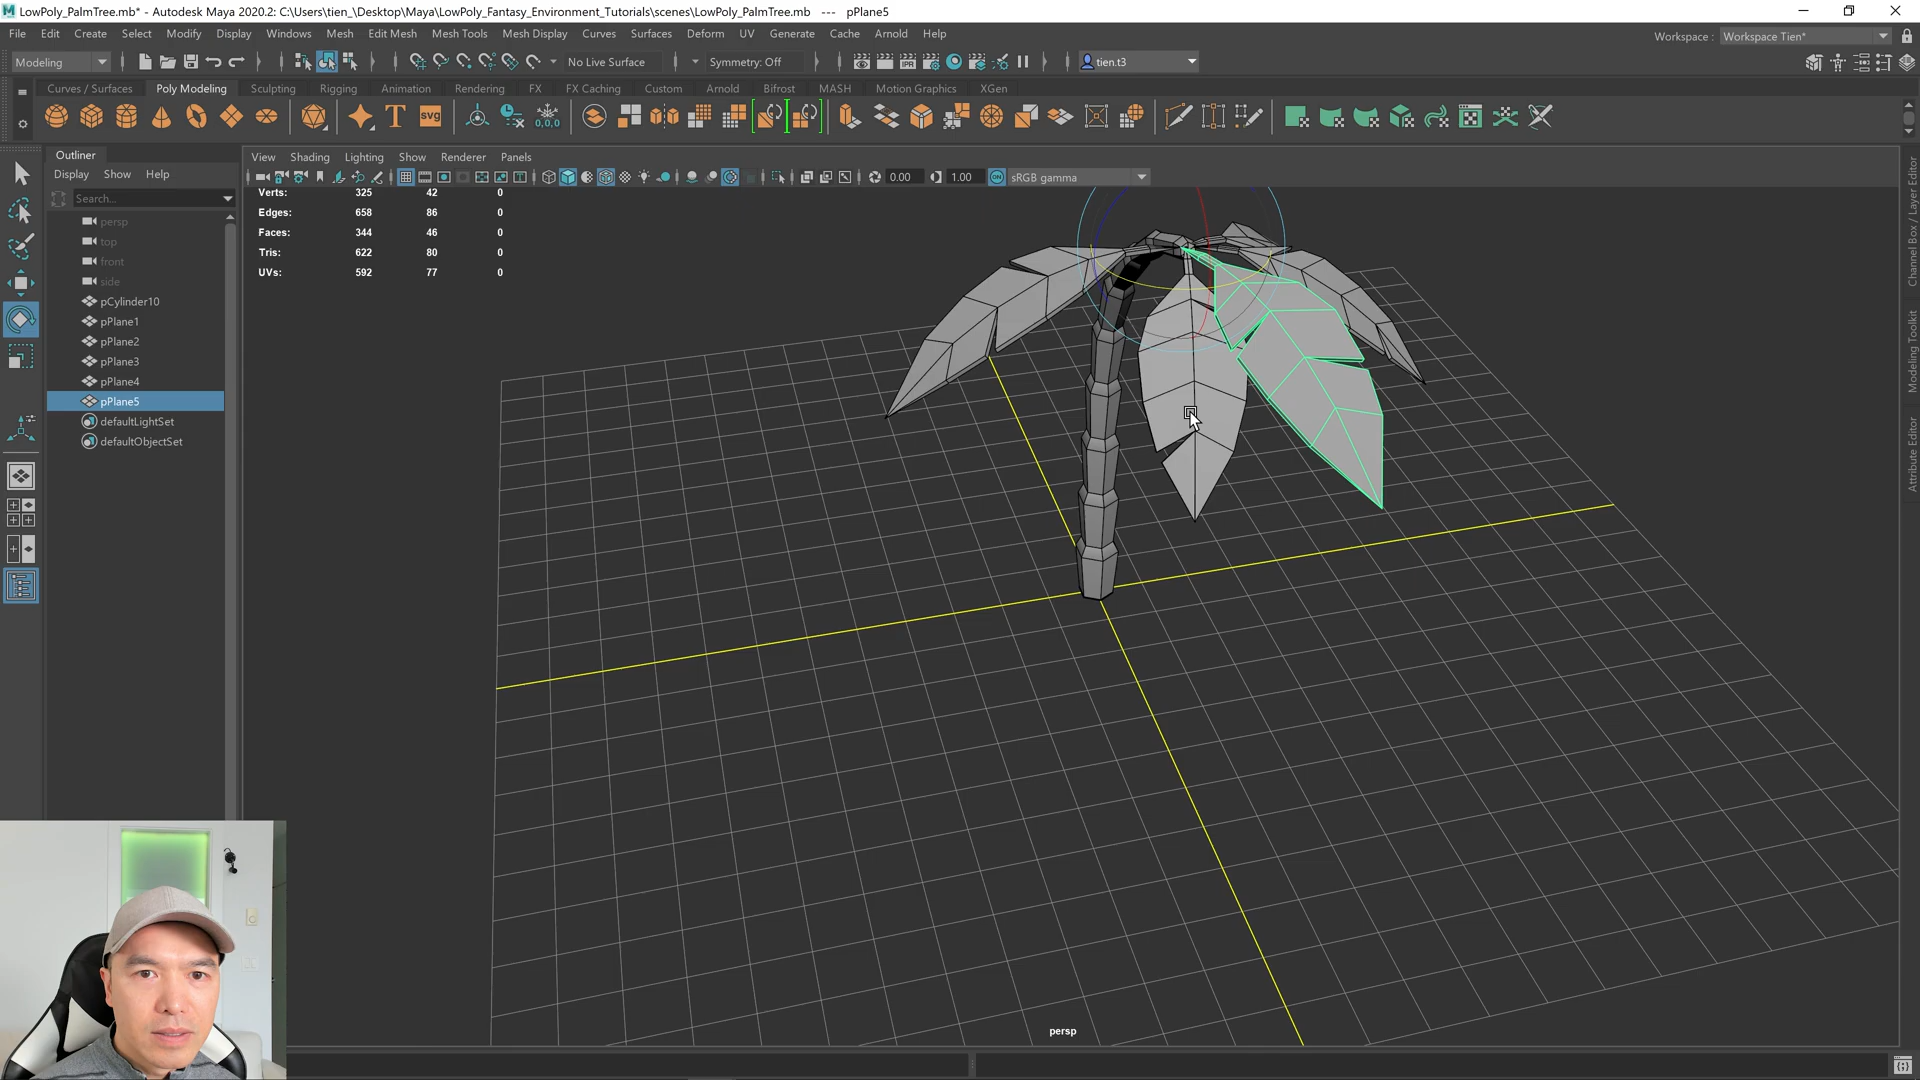 LowPoly_PalmTree.mb* - Autodesk Maya 2020.2: C:\Users\tien_\Desktop\Maya\LowPoly_Fantasy_Environment_Tutorials\scenes\LowPoly_PalmTree.mb --- pPlane5
File Edit Create Select Modify Display Windows Mesh Edit Mesh Mesh Tools Mesh Display Curves Surfaces Deform UV Generate Cache Arnold Help
Workspace : Workspace Tien*
Modeling No Live Surface Symmetry: Off tien.t3
Curves / Surfaces Poly Modeling Sculpting Rigging Animation Rendering FX FX Caching Custom Arnold Bifrost MASH Motion Graphics XGen
T svg 0,0,0
Outliner
Display Show Help
Search...
persp
top
front
side
pCylinder10
pPlane1
pPlane2
pPlane3
pPlane4
pPlane5
defaultLightSet
defaultObjectSet
View Shading Lighting Show Renderer Panels
0.00 1.00 ON sRGB gamma
Verts: 325 42 0
Edges: 658 86 0
Faces: 344 46 0
Tris: 622 80 0
UVs: 592 77 0
persp
Channel Box / Layer Editor
Modeling Toolkit
Attribute Editor